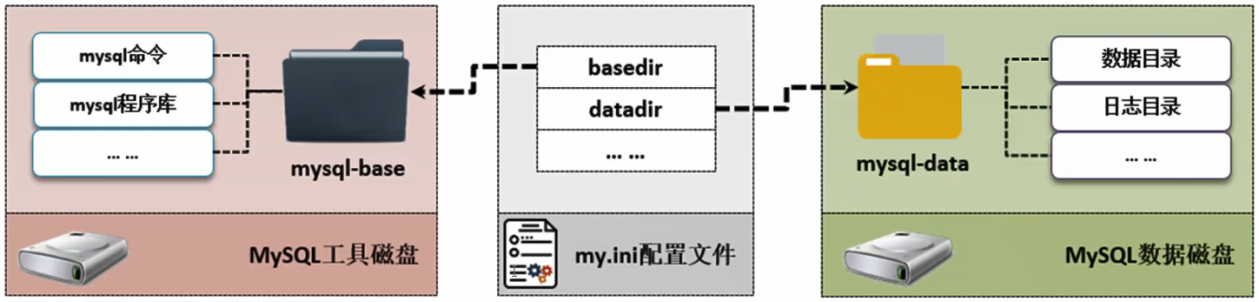 mysql命令
mysql程序库
... ...
mysql-base
MySQL工具磁盘
basedir
datadir
... ...
my.ini配置文件
mysql-data
数据目录
日志目录
... ...
MySQL数据磁盘